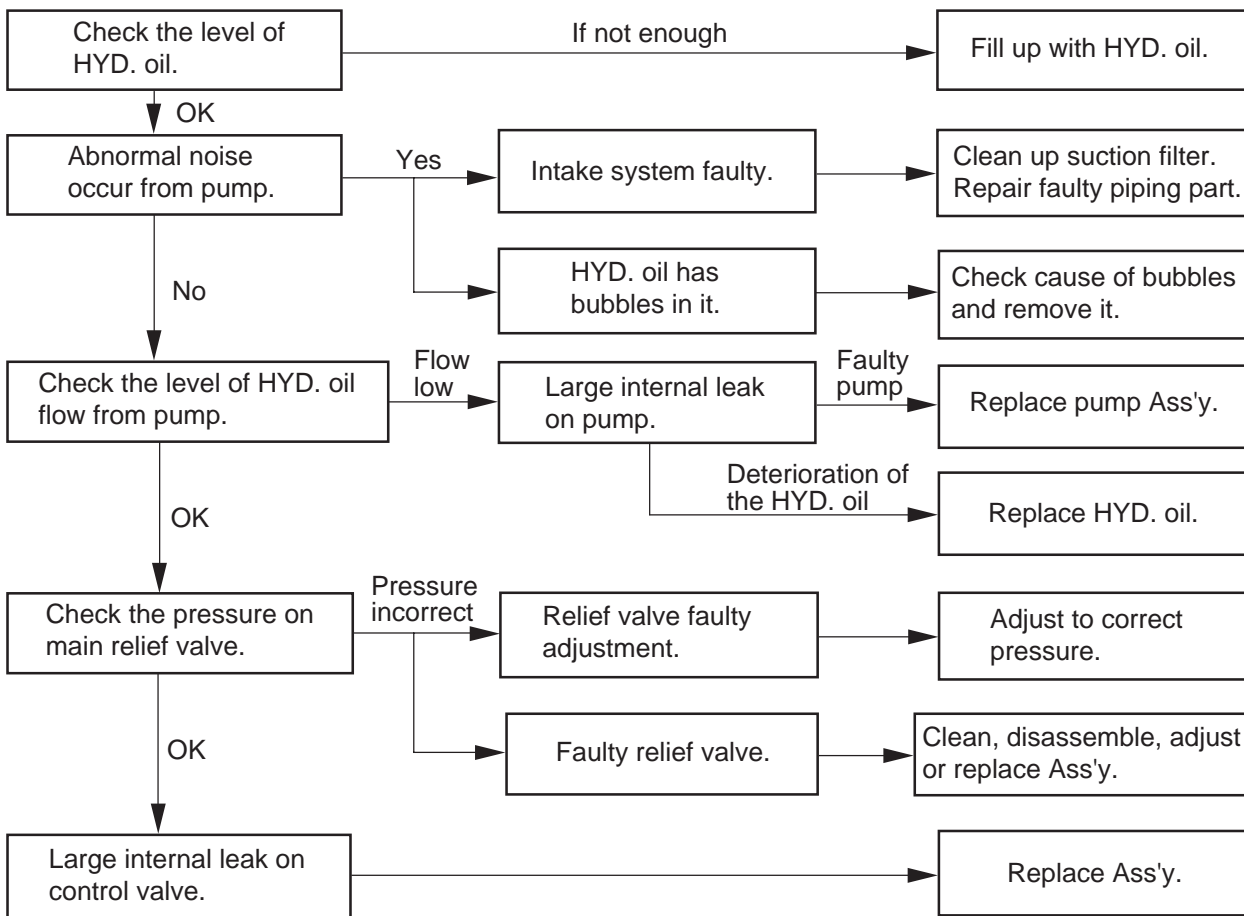 Check the level of
HYD. oil.
If not enough
Fill up with HYD. oil.
OK
Abnormal noise
occur from pump.
Yes
Intake system faulty.
Clean up suction filter.
Repair faulty piping part.
HYD. oil has
bubbles in it.
Check cause of bubbles
and remove it.
No
Check the level of HYD. oil
flow from pump.
Flow
low
Large internal leak
on pump.
Faulty
pump
Replace pump Ass'y.
Deterioration of
the HYD. oil
Replace HYD. oil.
OK
Check the pressure on
main relief valve.
Pressure
incorrect
Relief valve faulty
adjustment.
Adjust to correct
pressure.
Faulty relief valve.
Clean, disassemble, adjust
or replace Ass'y.
OK
Large internal leak on
control valve.
Replace Ass'y.